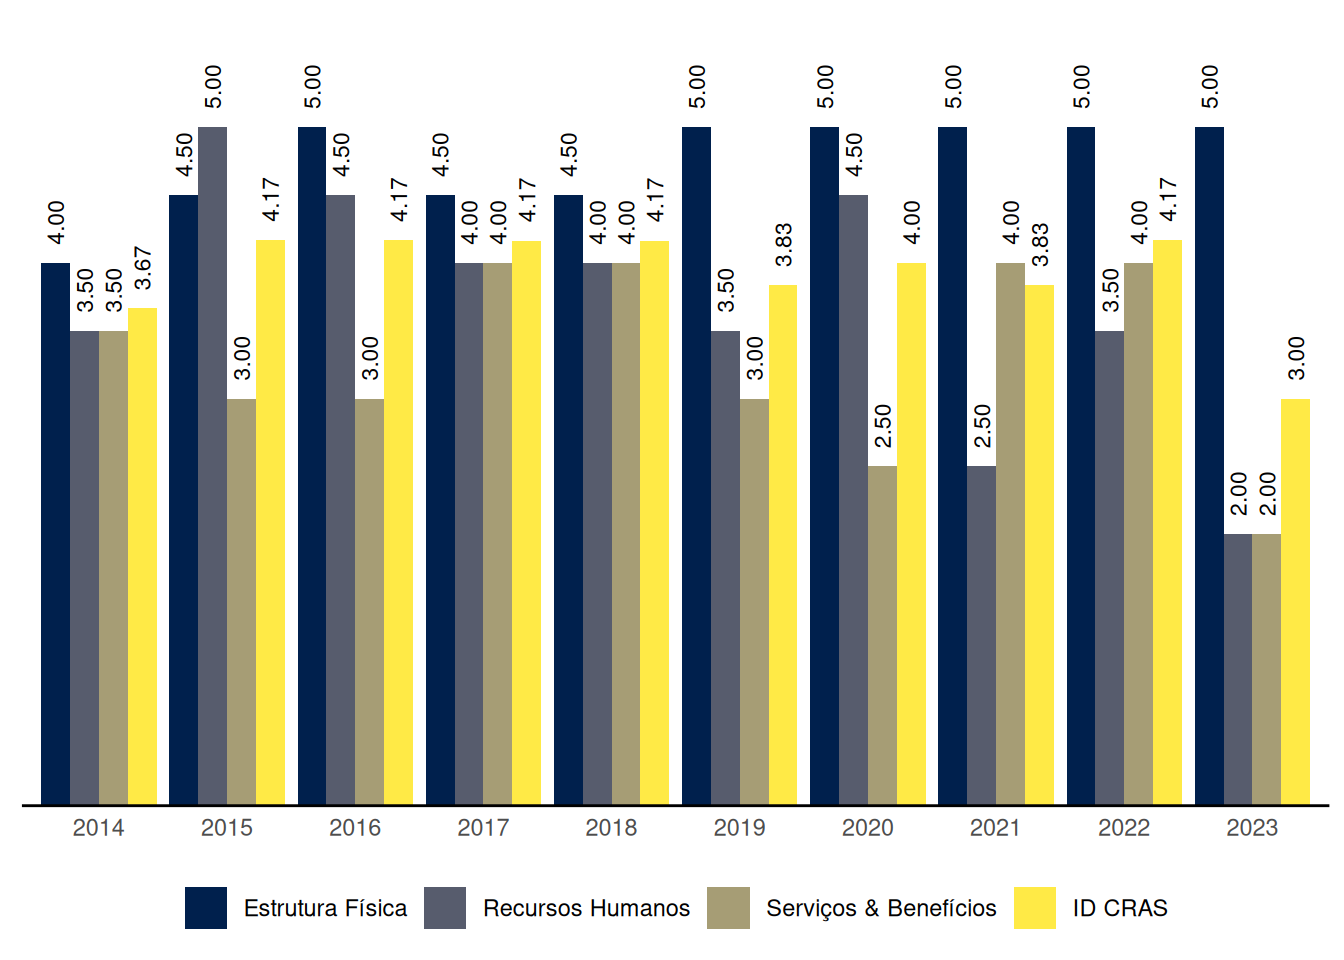 4.00 3.50 3.50 3.67
4.50 5.00 3.00 4.17
5.00 4.50 3.00 4.17
4.50 4.00 4.00 4.17
4.50 4.00 4.00 4.17
5.00 3.50 3.00 3.83
5.00 4.50 2.50 4.00
5.00 2.50 4.00 3.83
5.00 3.50 4.00 4.17
5.00 2.00 2.00 3.00
2014 2015 2016 2017 2018 2019 2020 2021 2022 2023
Estrutura Física Recursos Humanos Serviços & Benefícios ID CRAS